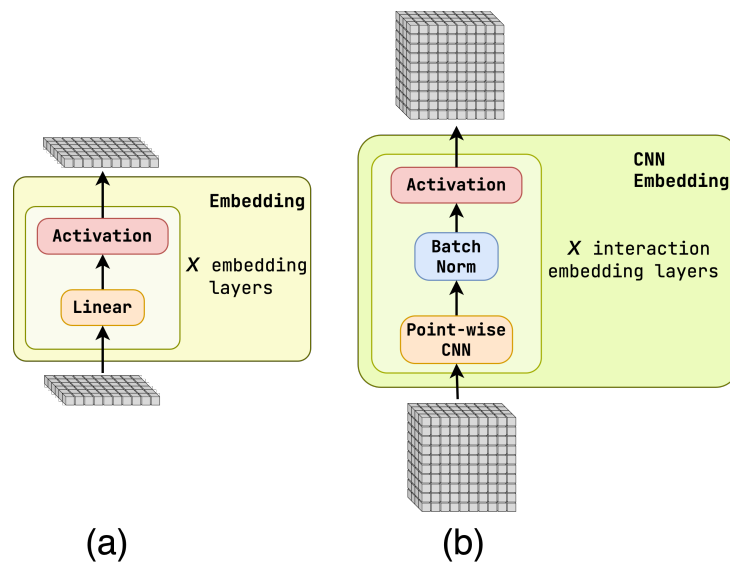 Embedding
Activation
X embedding
layers
Linear
(a)
CNN
Embedding
Activation
Batch
Norm
X interaction
embedding layers
Point-wise
CNN
(b)